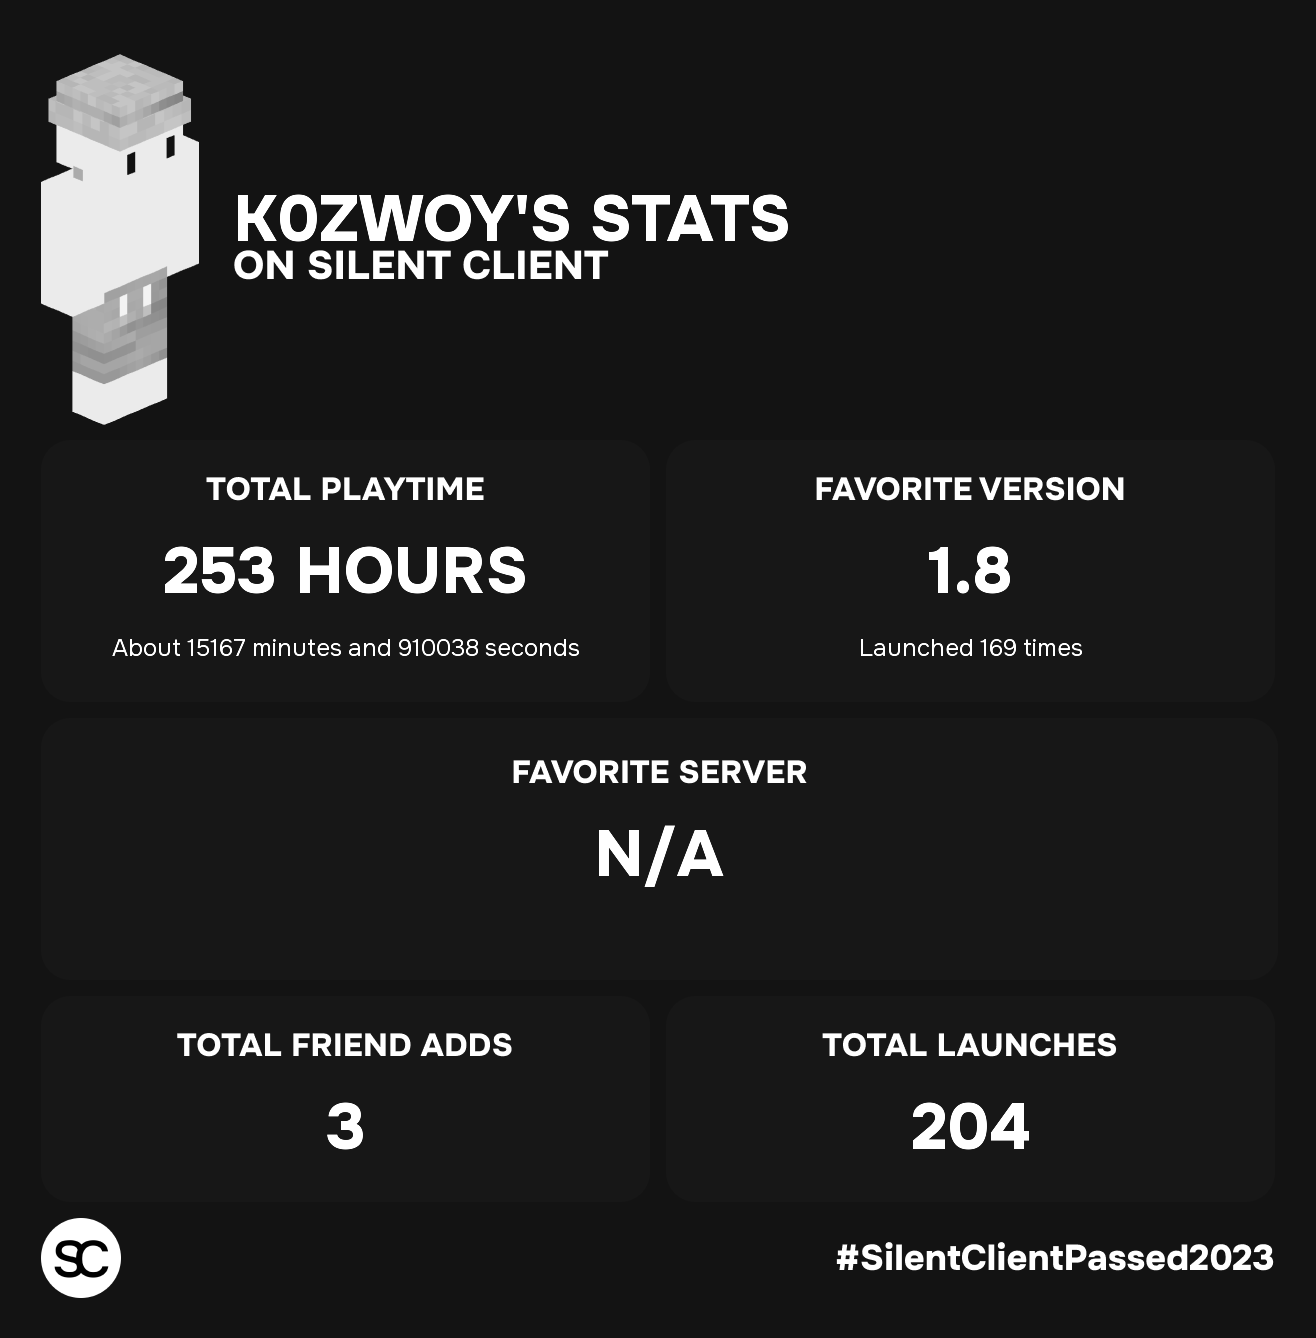 K0ZWOY'S STATS
ON SILENT CLIENT
TOTAL PLAYTIME
253 HOURS
About 15167 minutes and 910038 seconds
FAVORITE VERSION
1.8
Launched 169 times
FAVORITE SERVER
N/A
TOTAL FRIEND ADDS
3
TOTAL LAUNCHES
204
SC
#SilentClientPassed2023